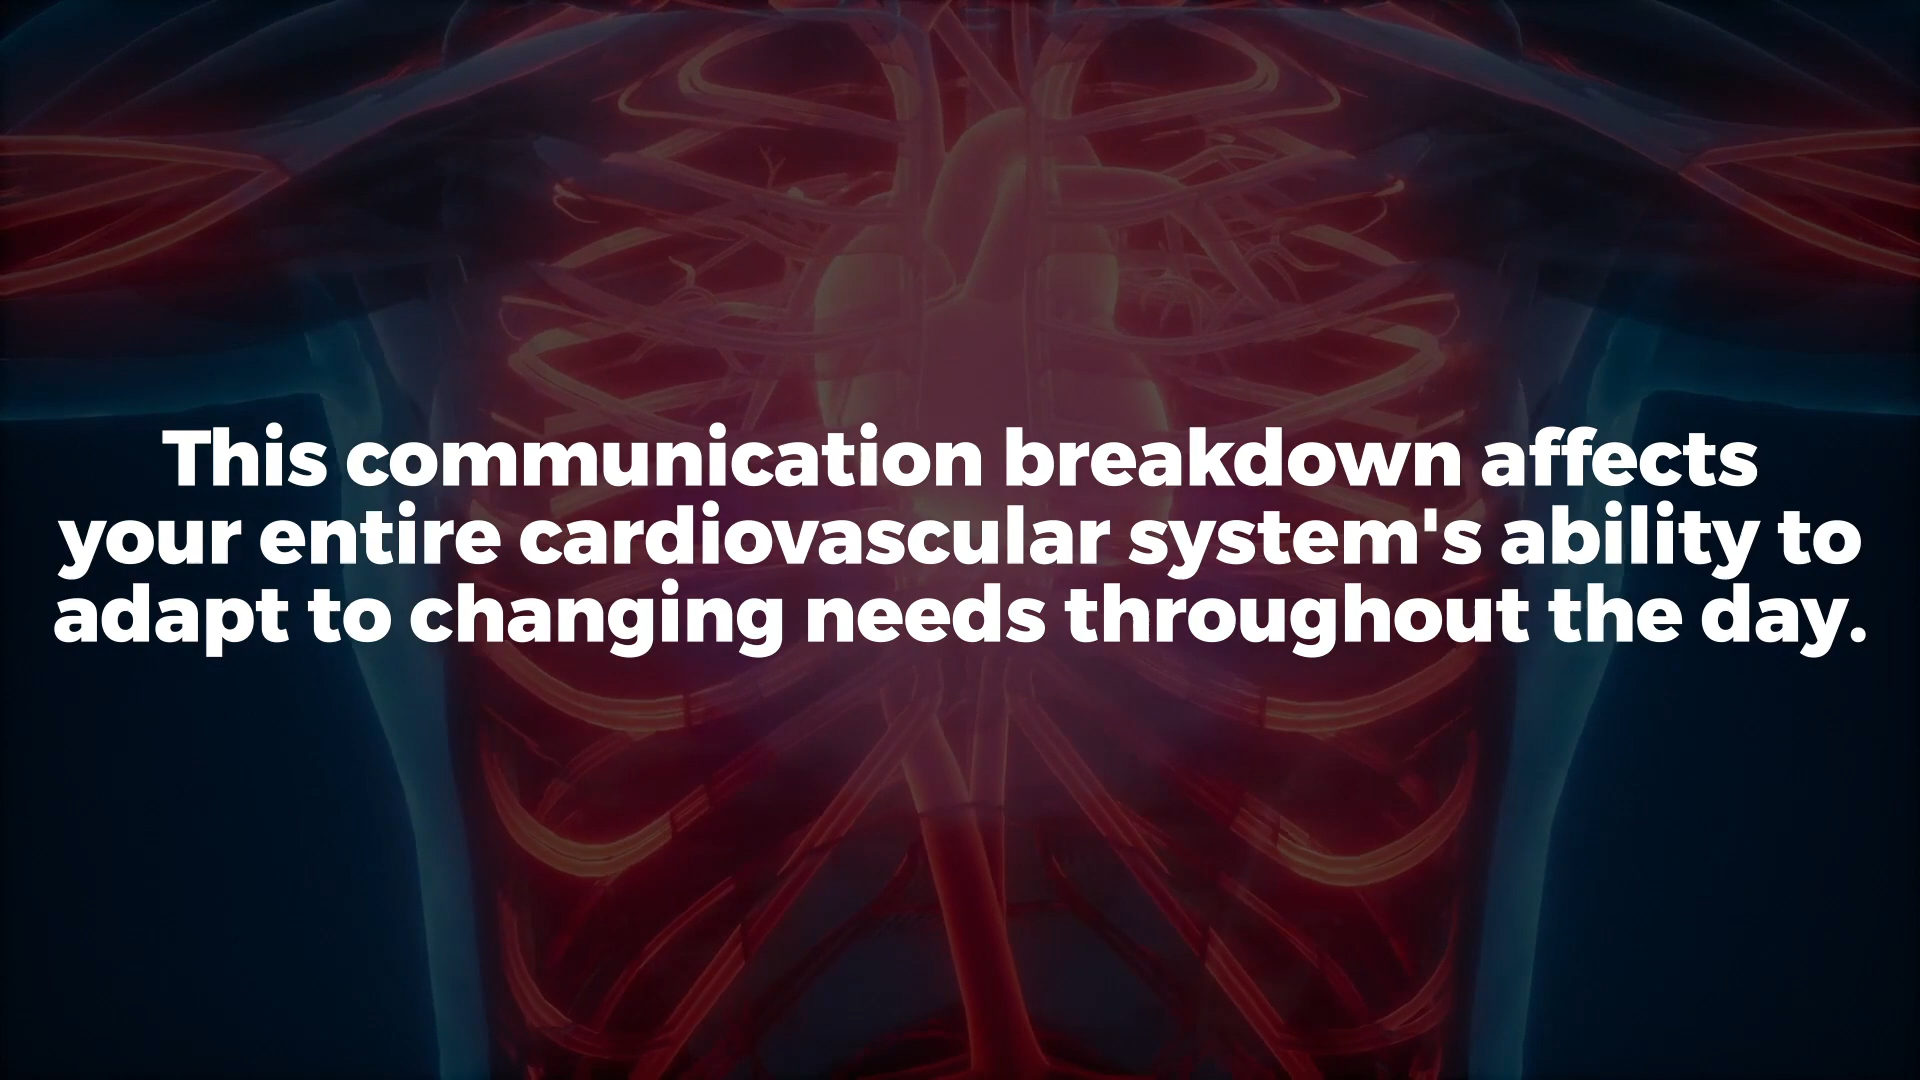 This communication breakdown affects
your entire cardiovascular system's ability to
adapt to changing needs throughout the day.